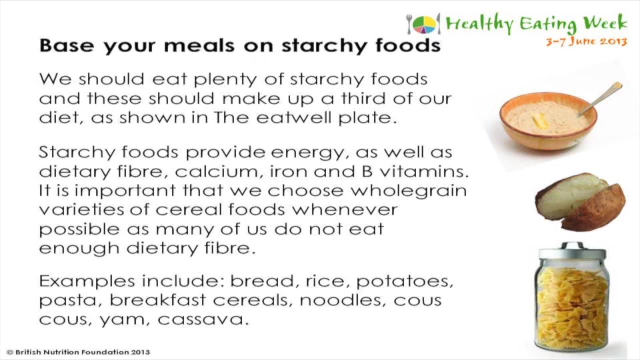 Healthy Eating Week
3-7 June 2013
Base your meals on starchy foods
We should eat plenty of starchy foods
and these should make up a third of our
diet, as shown in The eatwell plate.
Starchy foods provide energy, as well as
dietary fibre, calcium, iron and B vitamins.
It is important that we choose wholegrain
varieties of cereal foods whenever
possible as many of us do not eat
enough dietary fibre.
Examples include: bread, rice, potatoes,
pasta, breakfast cereals, noodles, cous
cous, yam, cassava.
© British Nutrition Foundation 2013